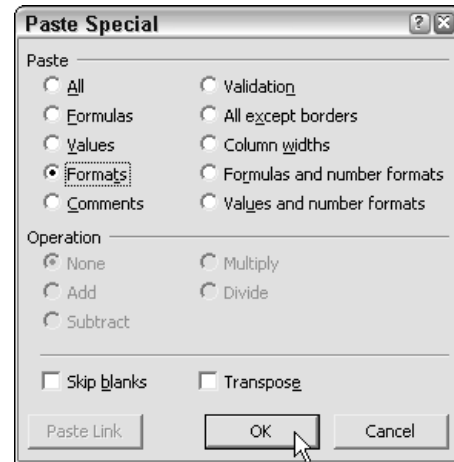 Paste Special
Paste
All
Validation
Formulas
All except borders
Values
Column widths
Formats
Formulas and number formats
Comments
Values and number formats
Operation
None
Multiply
Add
Divide
Subtract
Skip blanks
Transpose
Paste Link
OK
Cancel